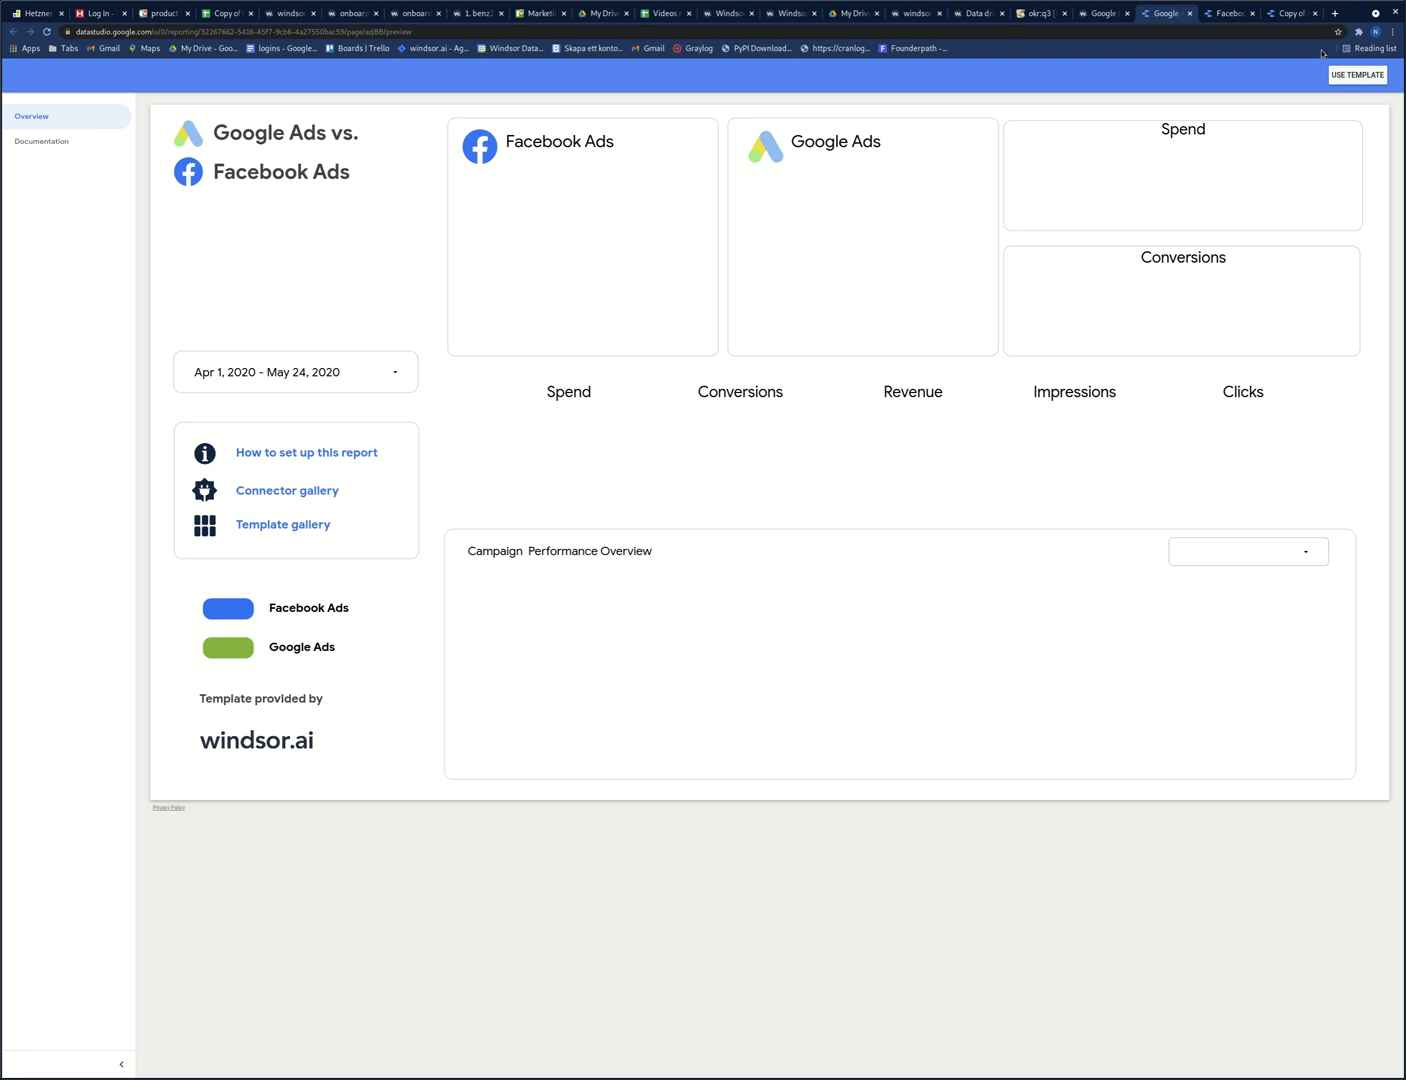 Hetzner
Log In -
product
Copy of
windsor
onboard
onboard
1. benz2
Marketi
My Drive
Videos -
Windsor
Windsor
My Drive
windsor
Data dr
okr:q3 [
Google
Google
Facebook
Copy of
datastudio.google.com/u/0/reporting/32267662-5416-45f7-9cb6-4a27550bac59/page/azjBB/preview
Apps
Tabs
Gmail
Maps
My Drive - Goo...
logins - Google...
Boards | Trello
windsor.ai - Ag...
Windsor Data...
Skapa ett konto...
Gmail
Graylog
PyPI Download...
https://cranlog...
Founderpath -...
Reading list
USE TEMPLATE
Overview
Documentation
Google Ads vs.
Facebook Ads
Facebook Ads
Google Ads
Spend
Conversions
Apr 1, 2020 - May 24, 2020
Spend
Conversions
Revenue
Impressions
Clicks
How to set up this report
Connector gallery
Template gallery
Campaign Performance Overview
Facebook Ads
Google Ads
Template provided by
windsor.ai
Privacy Policy